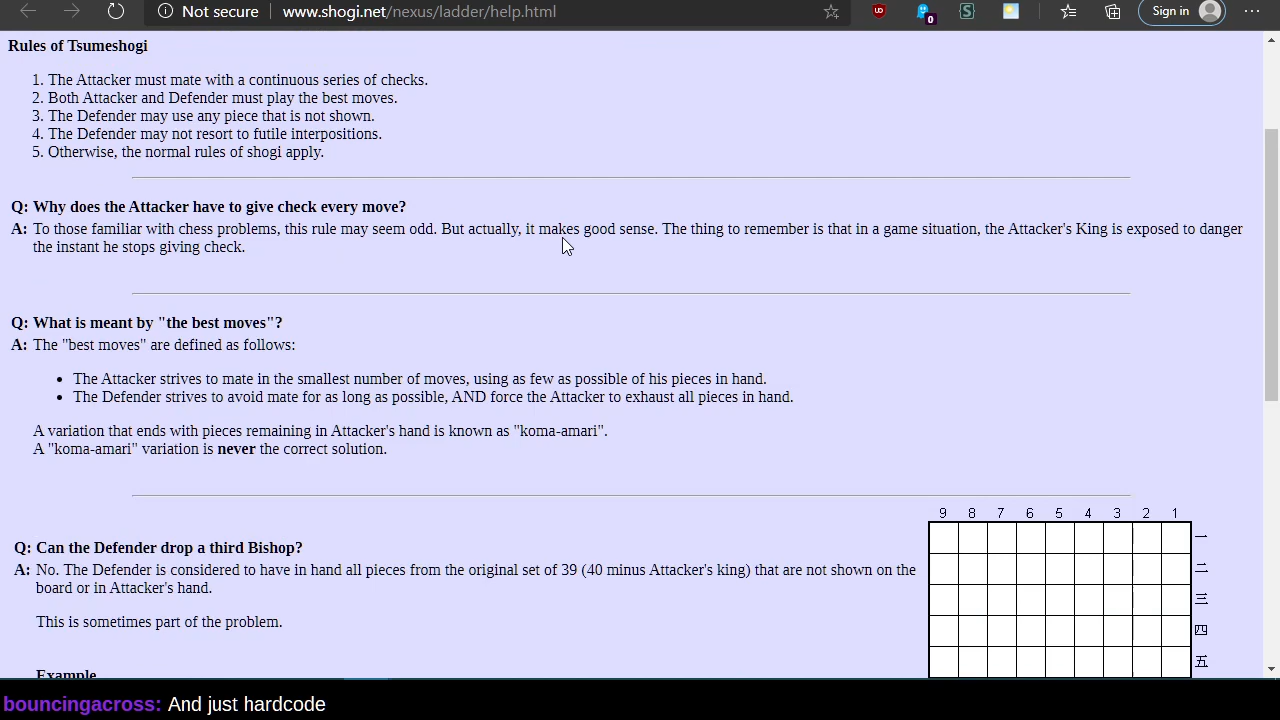 Not secure | www.shogi.net/nexus/ladder/help.html
0
Sign in
Rules of Tsumeshogi
1. The Attacker must mate with a continuous series of checks.
2. Both Attacker and Defender must play the best moves.
3. The Defender may use any piece that is not shown.
4. The Defender may not resort to futile interpositions.
5. Otherwise, the normal rules of shogi apply.
Q: Why does the Attacker have to give check every move?
A: To those familiar with chess problems, this rule may seem odd. But actually, it makes good sense. The thing to remember is that in a game situation, the Attacker's King is exposed to danger
the instant he stops giving check.
Q: What is meant by "the best moves"?
A: The "best moves" are defined as follows:
• The Attacker strives to mate in the smallest number of moves, using as few as possible of his pieces in hand.
• The Defender strives to avoid mate for as long as possible, AND force the Attacker to exhaust all pieces in hand.
A variation that ends with pieces remaining in Attacker's hand is known as "koma-amari".
A "koma-amari" variation is never the correct solution.
Q: Can the Defender drop a third Bishop?
A: No. The Defender is considered to have in hand all pieces from the original set of 39 (40 minus Attacker's king) that are not shown on the
board or in Attacker's hand.
This is sometimes part of the problem.
Example
9 8 7 6 5 4 3 2 1
一
二
三
四
五
bouncingacross: And just hardcode